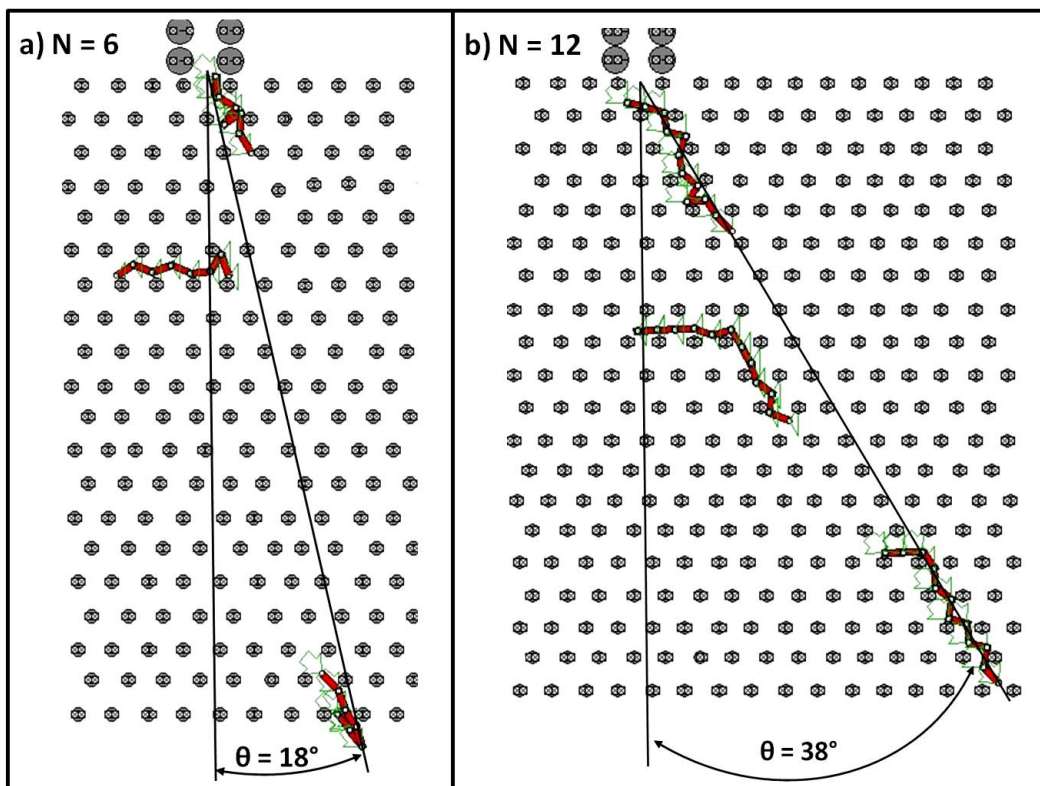 a) N = 6
b) N = 12
θ = 18°
θ = 38°